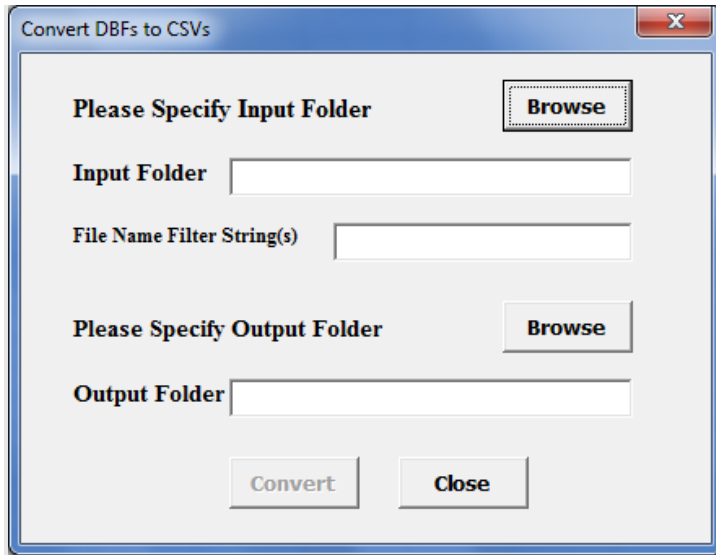 Convert DBFs to CSVs
Please Specify Input Folder
Browse
Input Folder
File Name Filter String(s)
Please Specify Output Folder
Browse
Output Folder
Convert
Close